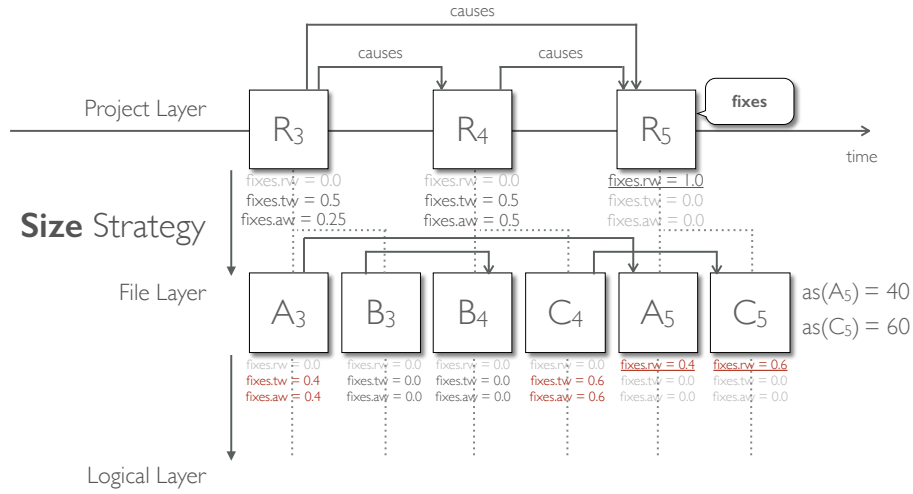 causes
causes causes
fixes
Project Layer
R3 R4 R5
time
fixes.rw = 0.0 fixes.rw = 0.0 fixes.rw = 1.0
fixes.tw = 0.5 fixes.tw = 0.5 fixes.tw = 0.0
fixes.aw = 0.25 fixes.aw = 0.5 fixes.aw = 0.0
Size Strategy
File Layer
A3 B3 B4 C4 A5 C5
as(A5) = 40
as(C5) = 60
fixes.rw = 0.0 fixes.rw = 0.0 fixes.rw = 0.0 fixes.rw = 0.0 fixes.rw = 0.4 fixes.rw = 0.6
fixes.tw = 0.4 fixes.tw = 0.0 fixes.tw = 0.0 fixes.tw = 0.6 fixes.tw = 0.0 fixes.tw = 0.0
fixes.aw = 0.4 fixes.aw = 0.0 fixes.aw = 0.0 fixes.aw = 0.6 fixes.aw = 0.0 fixes.aw = 0.0
Logical Layer